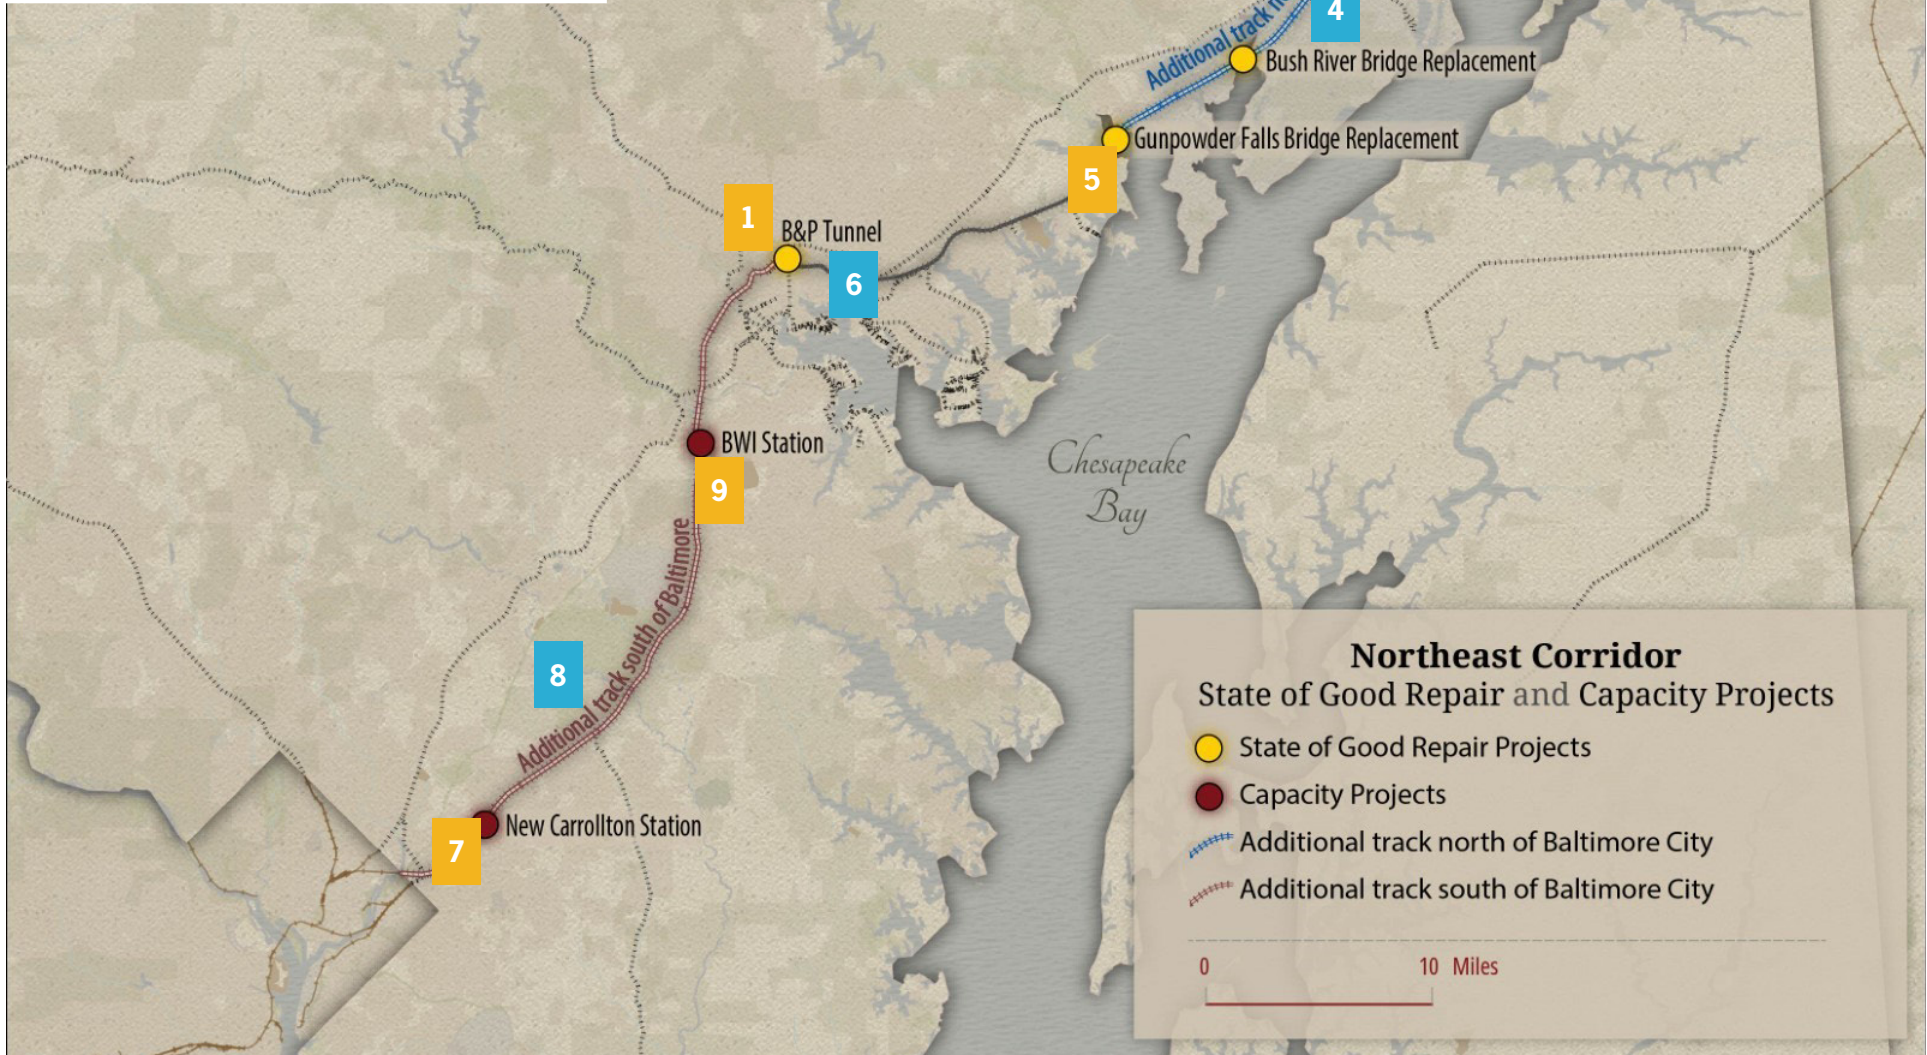 4
Additional track n
Bush River Bridge Replacement
Gunpowder Falls Bridge Replacement
5
1
B&P Tunnel
6
BWI Station
9
Chesapeake
Bay
Additional track south of Baltimore
8
New Carrollton Station
7
Northeast Corridor
State of Good Repair and Capacity Projects
State of Good Repair Projects
Capacity Projects
Additional track north of Baltimore City
Additional track south of Baltimore City
0 10 Miles